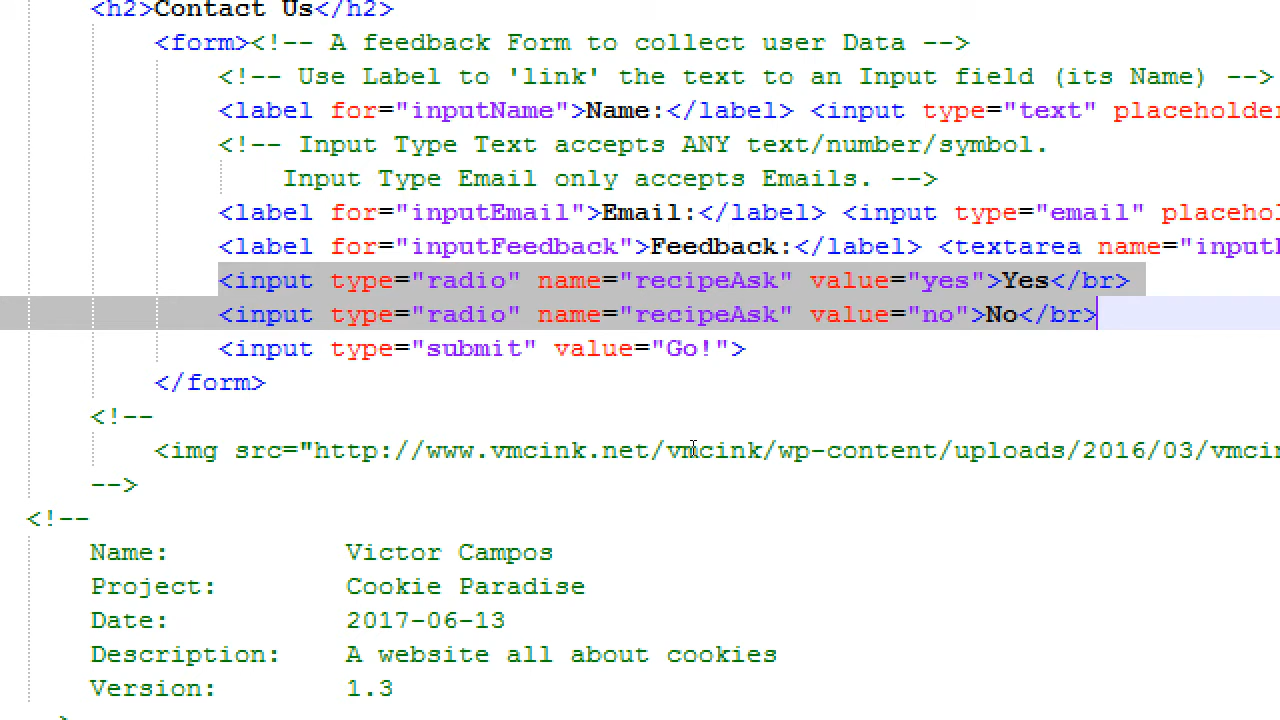 <h2>Contact Us</h2>
<form><!-- A feedback Form to collect user Data -->
<!-- Use Label to 'link' the text to an Input field (its Name) -->
<label for="inputName">Name:</label> <input type="text" placeholder
<!-- Input Type Text accepts ANY text/number/symbol.
Input Type Email only accepts Emails. -->
<label for="inputEmail">Email:</label> <input type="email" placehol
<label for="inputFeedback">Feedback:</label> <textarea name="input
<input type="radio" name="recipeAsk" value="yes">Yes</br>
<input type="radio" name="recipeAsk" value="no">No</br>
<input type="submit" value="Go!">
</form>
<!--
<img src="http://www.vmcink.net/vmcink/wp-content/uploads/2016/03/vmcin
-->
<!--
Name: Victor Campos
Project: Cookie Paradise
Date: 2017-06-13
Description: A website all about cookies
Version: 1.3